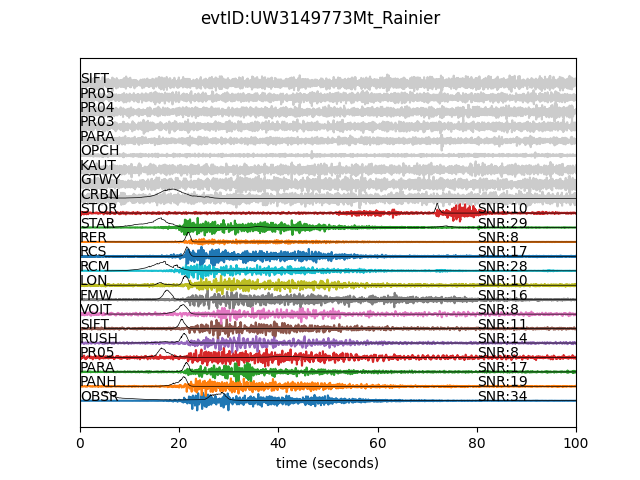 evtID:UW3149773Mt_Rainier
SIFT
PR05
PR04
PR03
PARA
OPCH
KAUT
GTWY
CRBN
STOR SNR:10
STAR SNR:29
RER SNR:8
RCS SNR:17
RCM SNR:28
LON SNR:10
FMW SNR:16
VOIT SNR:8
SIFT SNR:11
RUSH SNR:14
PR05 SNR:8
PARA SNR:17
PANH SNR:19
OBSR SNR:34
0 20 40 60 80 100
time (seconds)